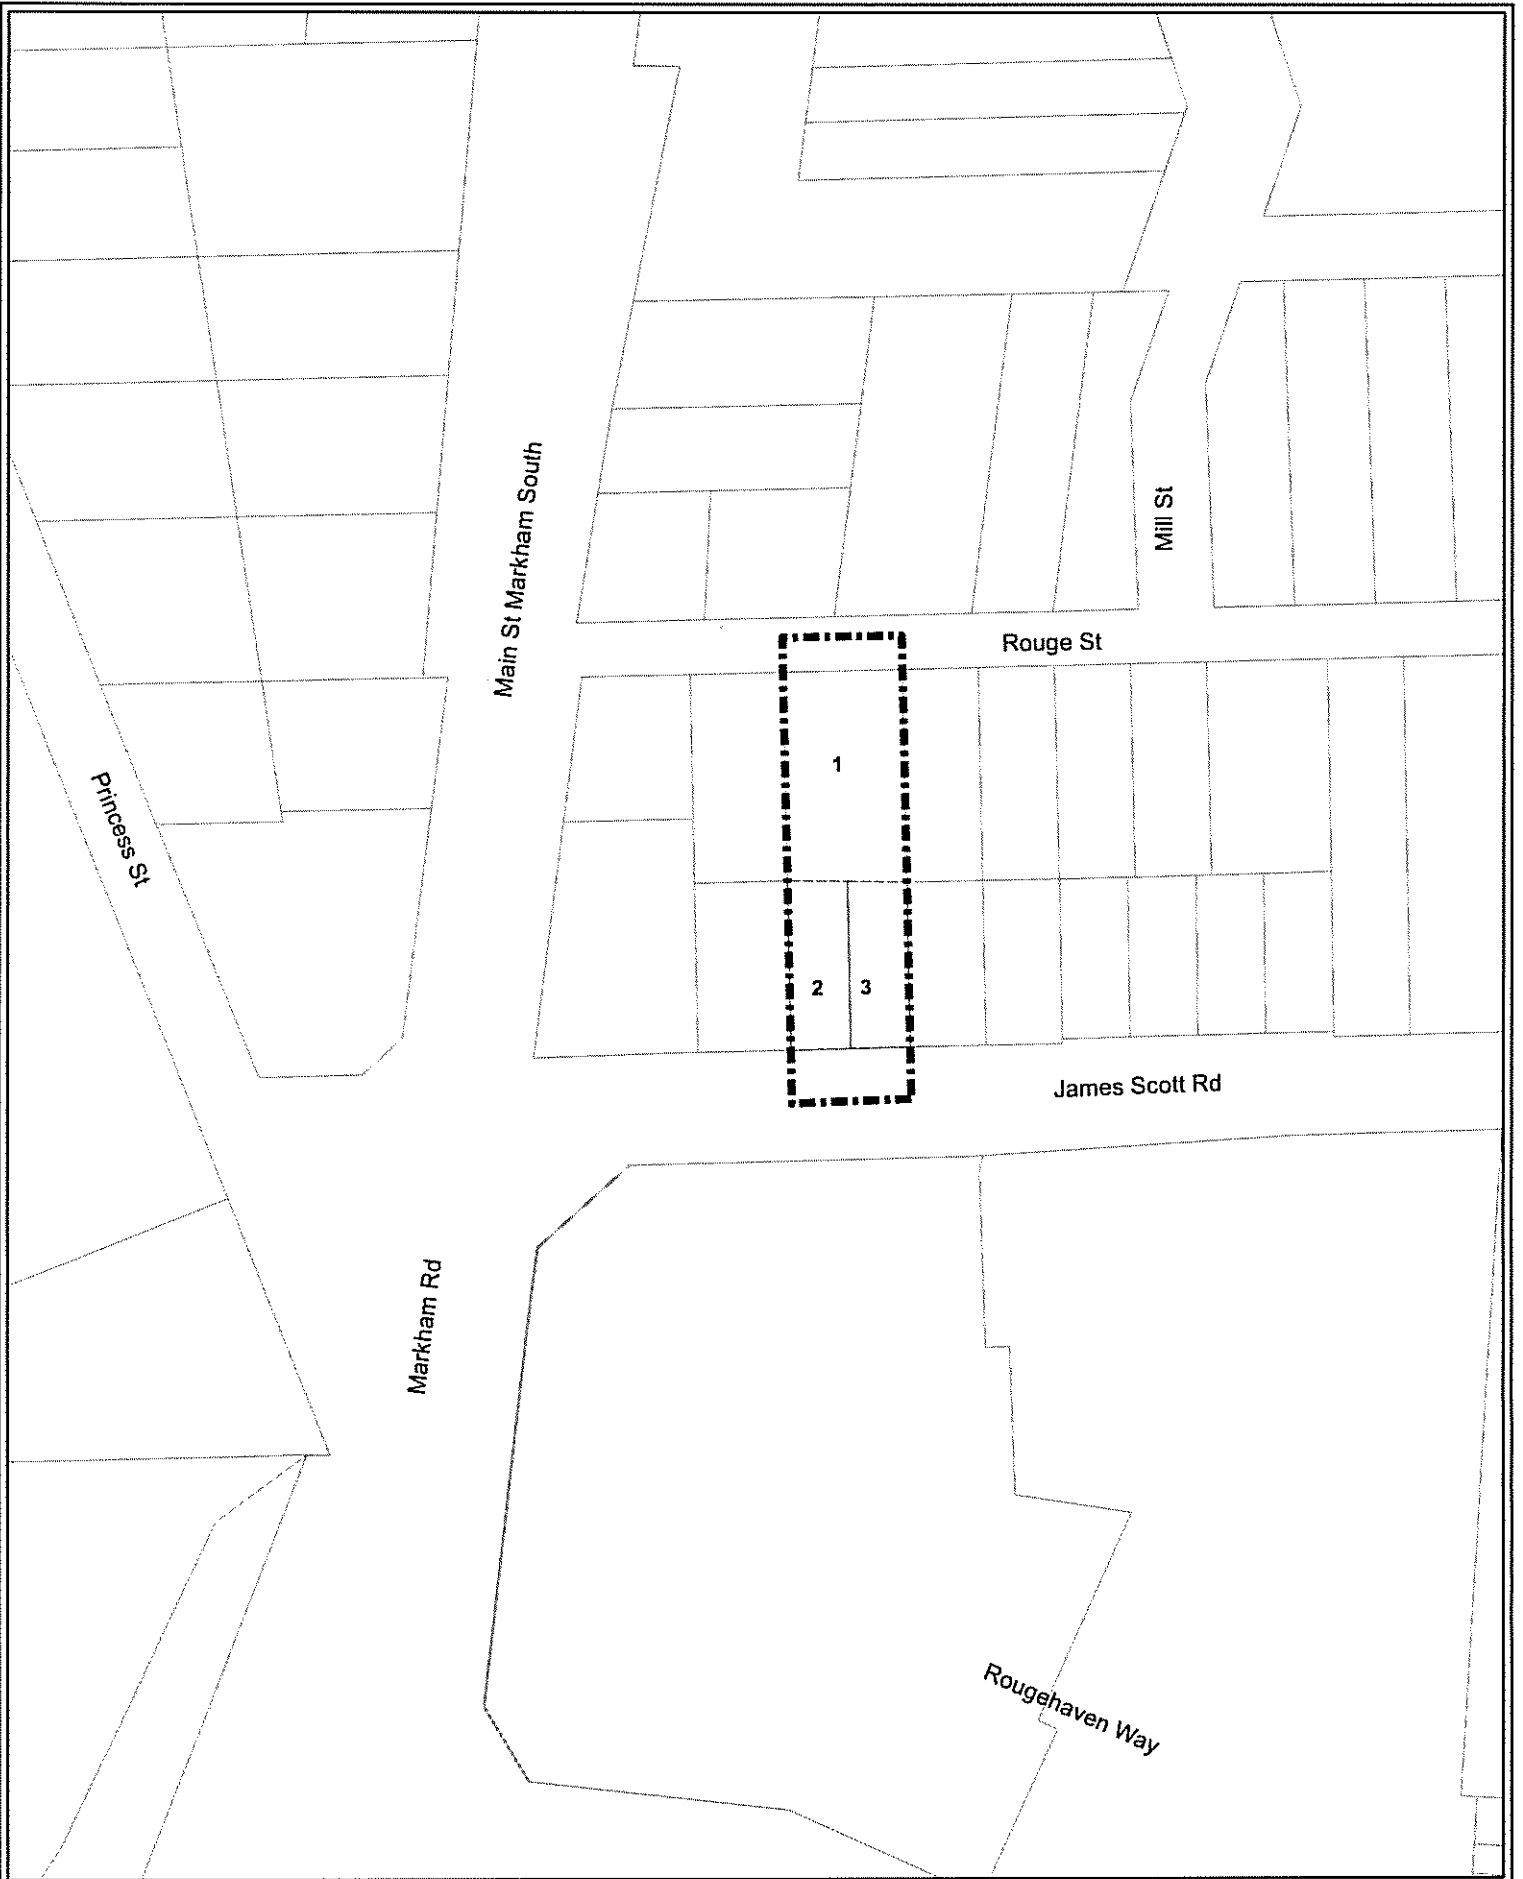 Main St Markham South
Mill St
Rouge St
Princess St
1
2
3
James Scott Rd
Markham Rd
Rougehaven Way